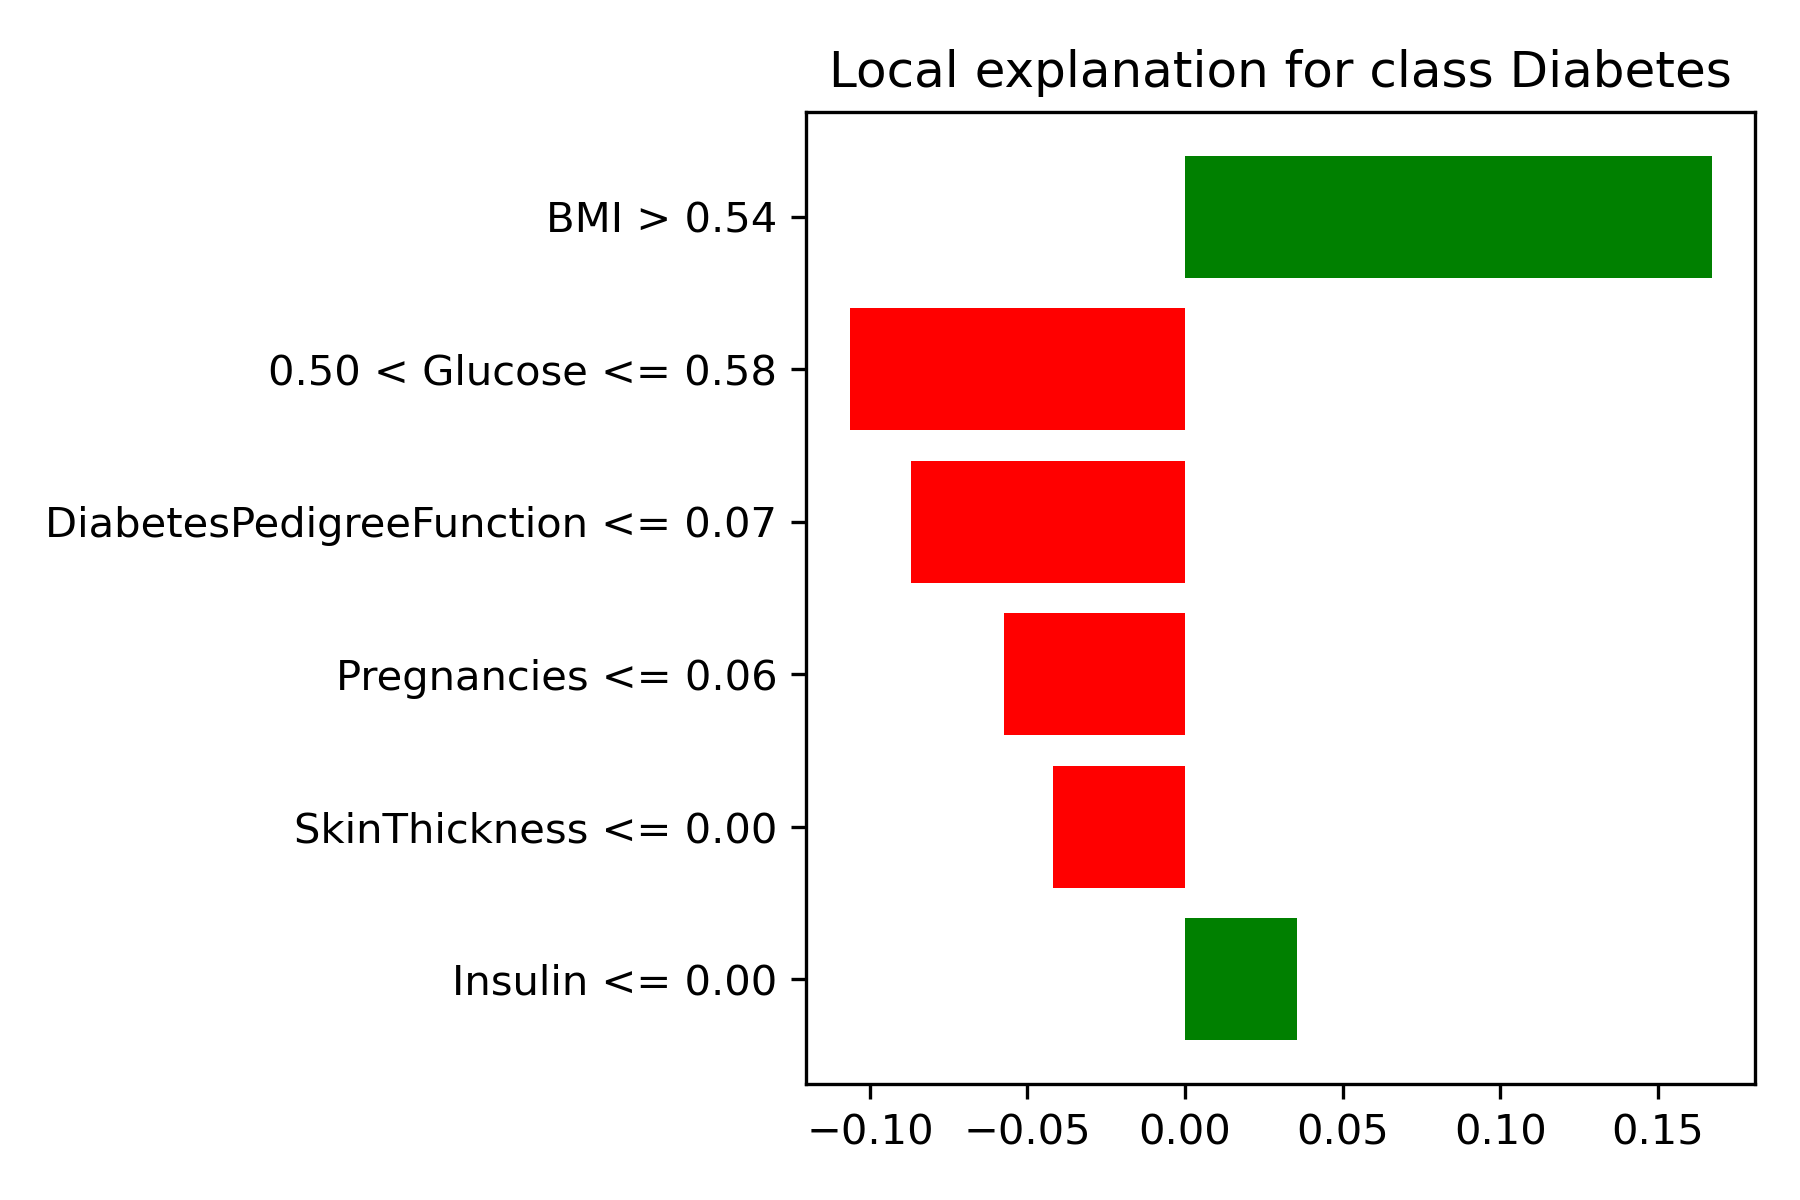 Local explanation for class Diabetes
BMI > 0.54
0.50 < Glucose <= 0.58
DiabetesPedigreeFunction <= 0.07
Pregnancies <= 0.06
SkinThickness <= 0.00
Insulin <= 0.00
−0.10 −0.05 0.00 0.05 0.10 0.15